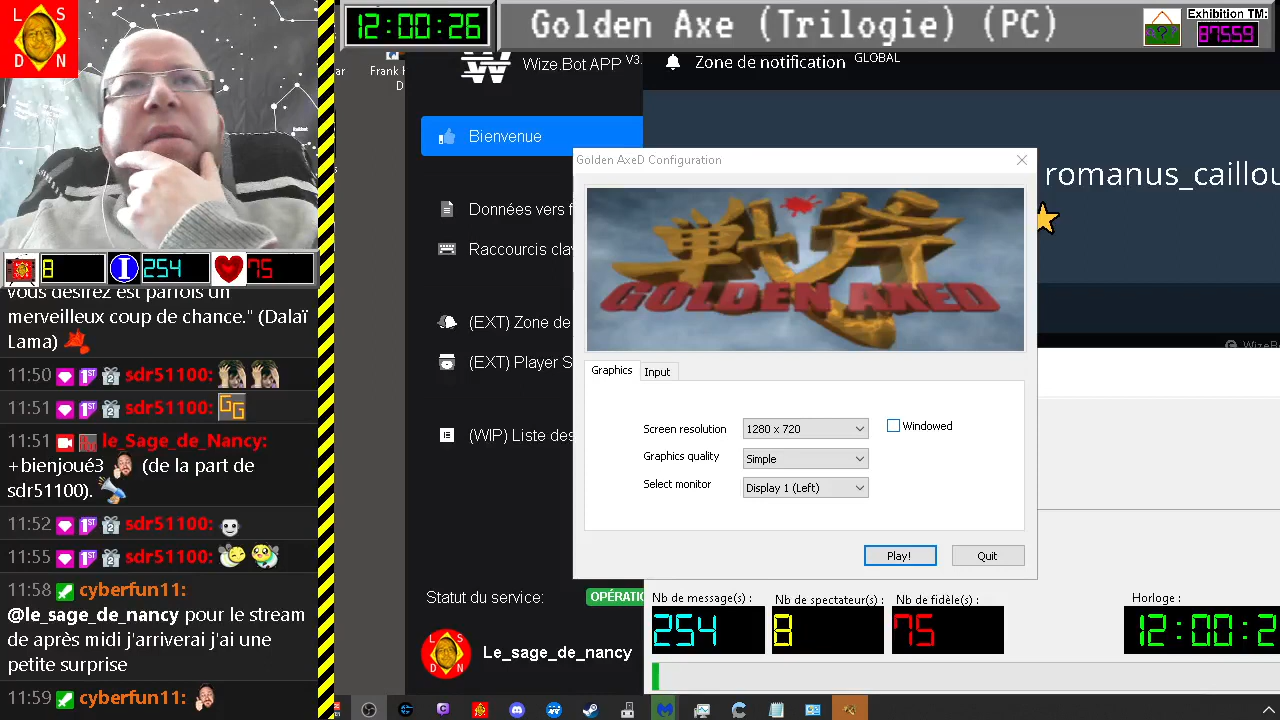 L S
D N
12:00:26
Golden Axe (Trilogie) (PC)
Exhibition TM:
87559
8
254
75
vous désirez est parfois un
merveilleux coup de chance." (Dalaï
Lama)
11:50 sdr51100:
11:51 sdr51100: GG
11:51 le_Sage_de_Nancy:
+bienjoué3 (de la part de
sdr51100).
11:52 sdr51100:
11:55 sdr51100:
11:58 cyberfun11:
@le_sage_de_nancy pour le stream
de après midi j'arriverai j'ai une
petite surprise
11:59 cyberfun11:
ar
Frank
D
Wize.Bot APP V3.
Bienvenue
Données vers f
Raccourcis cla
(EXT) Zone de
(EXT) Player S
(WIP) Liste des
Statut du service:
OPÉRATIO
L S
D N
Le_sage_de_nancy
Zone de notification GLOBAL
romanus_caillou
WizeB
Golden AxeD Configuration
戦斧
GOLDEN AXED
Graphics
Input
Screen resolution
1280 x 720
Windowed
Graphics quality
Simple
Select monitor
Display 1 (Left)
Play!
Quit
Nb de message(s) :
Nb de spectateur(s) :
Nb de fidèle(s) :
Horloge :
254
8
75
12:00:2